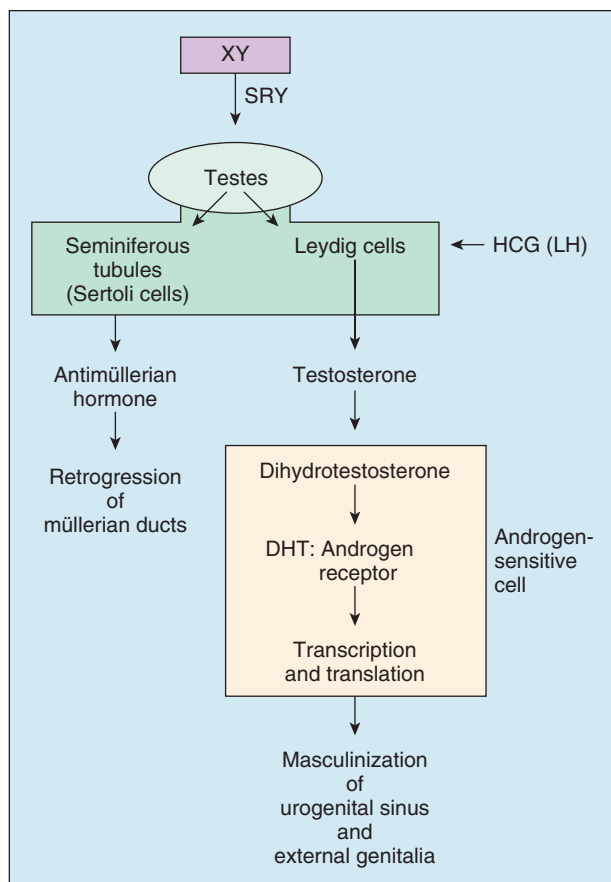 XY
SRY
Testes
Seminiferous
tubules
(Sertoli cells)
Leydig cells
HCG (LH)
Antimüllerian
hormone
Testosterone
Retrogression
of
müllerian ducts
Dihydrotestosterone
DHT: Androgen
receptor
Transcription
and translation
Androgen-
sensitive
cell
Masculinization
of
urogenital sinus
and
external genitalia